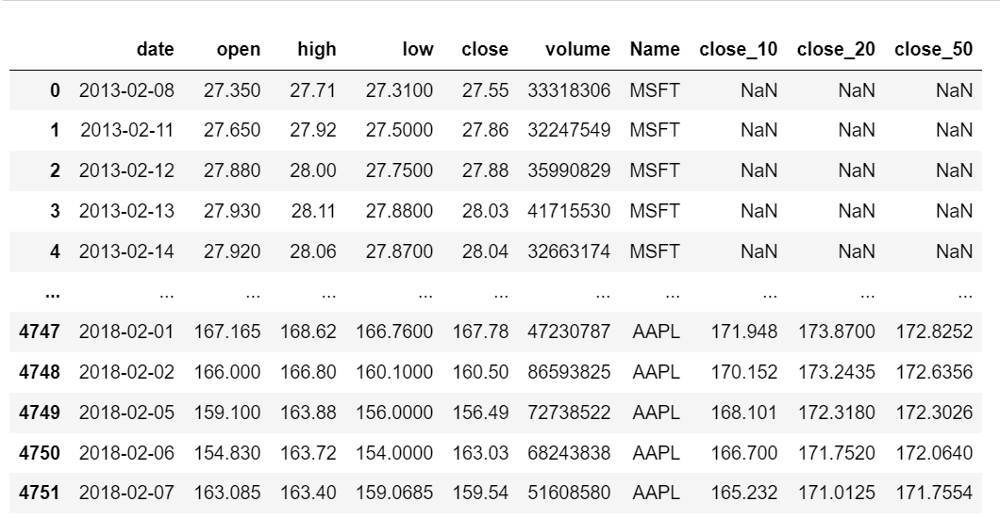 date open high low close volume Name close_10 close_20 close_50
0 2013-02-08 27.350 27.71 27.3100 27.55 33318306 MSFT NaN NaN NaN
1 2013-02-11 27.650 27.92 27.5000 27.86 32247549 MSFT NaN NaN NaN
2 2013-02-12 27.880 28.00 27.7500 27.88 35990829 MSFT NaN NaN NaN
3 2013-02-13 27.930 28.11 27.8800 28.03 41715530 MSFT NaN NaN NaN
4 2013-02-14 27.920 28.06 27.8700 28.04 32663174 MSFT NaN NaN NaN
... ... ... ... ... ... ... ... ... ... ...
4747 2018-02-01 167.165 168.62 166.7600 167.78 47230787 AAPL 171.948 173.8700 172.8252
4748 2018-02-02 166.000 166.80 160.1000 160.50 86593825 AAPL 170.152 173.2435 172.6356
4749 2018-02-05 159.100 163.88 156.0000 156.49 72738522 AAPL 168.101 172.3180 172.3026
4750 2018-02-06 154.830 163.72 154.0000 163.03 68243838 AAPL 166.700 171.7520 172.0640
4751 2018-02-07 163.085 163.40 159.0685 159.54 51608580 AAPL 165.232 171.0125 171.7554